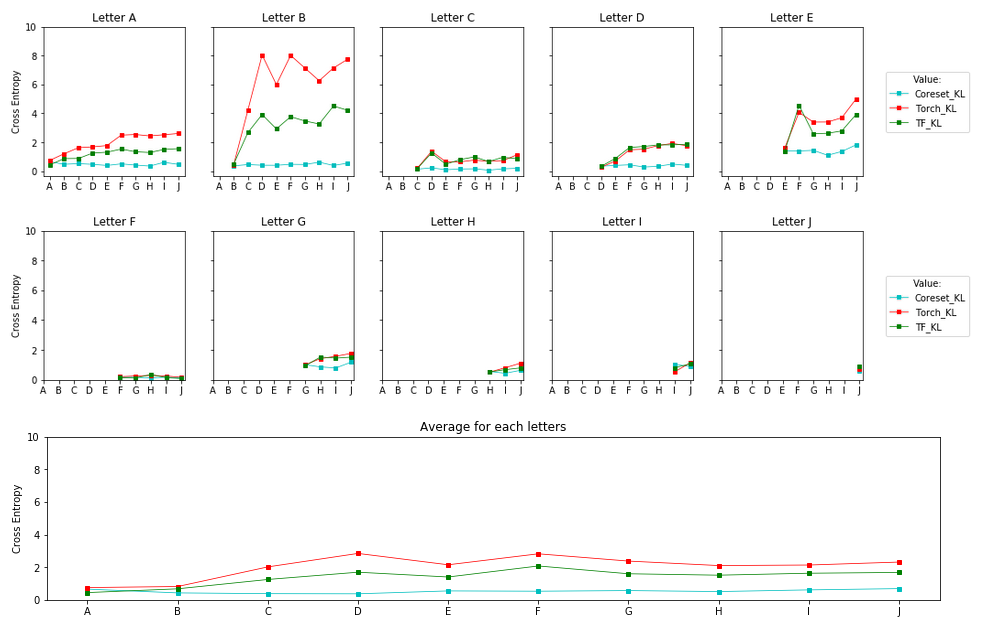 Letter A
Letter B
Letter C
Letter D
Letter E
Cross Entropy
10
8
6
4
2
0
A B C D E F G H I J
A B C D E F G H I J
A B C D E F G H I J
A B C D E F G H I J
A B C D E F G H I J
Value:
Coreset_KL
Torch_KL
TF_KL
Letter F
Letter G
Letter H
Letter I
Letter J
Cross Entropy
10
8
6
4
2
0
A B C D E F G H I J
A B C D E F G H I J
A B C D E F G H I J
A B C D E F G H I J
A B C D E F G H I J
Value:
Coreset_KL
Torch_KL
TF_KL
Average for each letters
Cross Entropy
10
8
6
4
2
0
A B C D E F G H I J